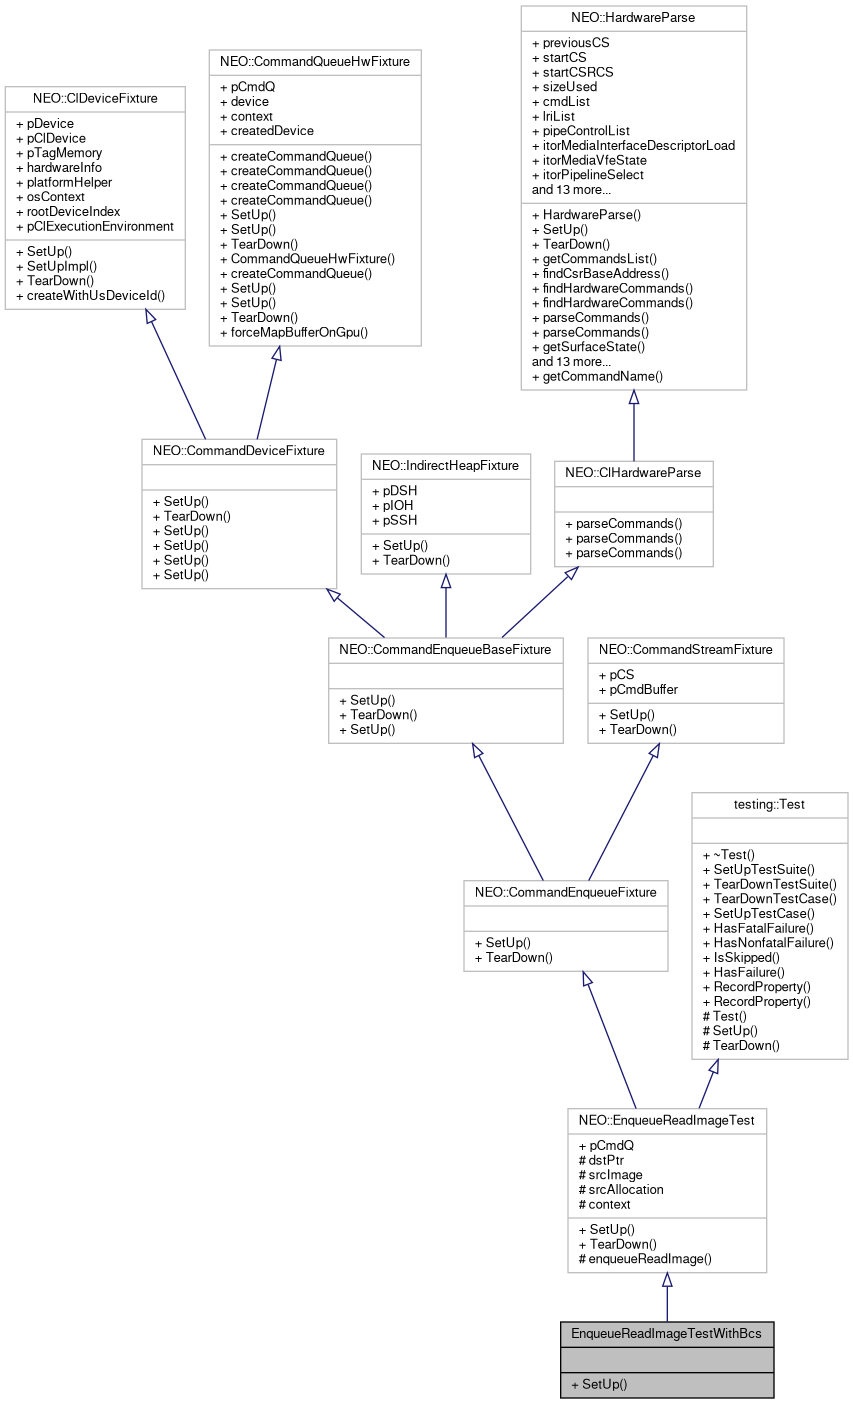 NEO::HardwareParse
+ previousCS
+ startCS
+ startCSRCS
+ sizeUsed
+ cmdList
+ lriList
+ pipeControlList
+ itorMediaInterfaceDescriptorLoad
+ itorMediaVfeState
+ itorPipelineSelect
and 13 more...
+ HardwareParse()
+ SetUp()
+ TearDown()
+ getCommandsList()
+ findCsrBaseAddress()
+ findHardwareCommands()
+ findHardwareCommands()
+ parseCommands()
+ parseCommands()
+ getSurfaceState()
and 13 more...
+ getCommandName()
NEO::CommandQueueHwFixture
+ pCmdQ
+ device
+ context
+ createdDevice
+ createCommandQueue()
+ createCommandQueue()
+ createCommandQueue()
+ createCommandQueue()
+ SetUp()
+ SetUp()
+ TearDown()
+ CommandQueueHwFixture()
+ createCommandQueue()
+ SetUp()
+ SetUp()
+ TearDown()
+ forceMapBufferOnGpu()
NEO::ClDeviceFixture
+ pDevice
+ pClDevice
+ pTagMemory
+ hardwareInfo
+ platformHelper
+ osContext
+ rootDeviceIndex
+ pClExecutionEnvironment
+ SetUp()
+ SetUpImpl()
+ TearDown()
+ createWithUsDeviceId()
NEO::CommandDeviceFixture
+ SetUp()
+ TearDown()
+ SetUp()
+ SetUp()
+ SetUp()
+ SetUp()
NEO::IndirectHeapFixture
+ pDSH
+ pIOH
+ pSSH
+ SetUp()
+ TearDown()
NEO::ClHardwareParse
+ parseCommands()
+ parseCommands()
+ parseCommands()
NEO::CommandEnqueueBaseFixture
+ SetUp()
+ TearDown()
+ SetUp()
NEO::CommandStreamFixture
+ pCS
+ pCmdBuffer
+ SetUp()
+ TearDown()
testing::Test
+ ~Test()
+ SetUpTestSuite()
+ TearDownTestSuite()
+ TearDownTestCase()
+ SetUpTestCase()
+ HasFatalFailure()
+ HasNonfatalFailure()
+ IsSkipped()
+ HasFailure()
+ RecordProperty()
+ RecordProperty()
# Test()
# SetUp()
# TearDown()
NEO::CommandEnqueueFixture
+ SetUp()
+ TearDown()
NEO::EnqueueReadImageTest
+ pCmdQ
# dstPtr
# srcImage
# srcAllocation
# context
+ SetUp()
+ TearDown()
# enqueueReadImage()
EnqueueReadImageTestWithBcs
+ SetUp()